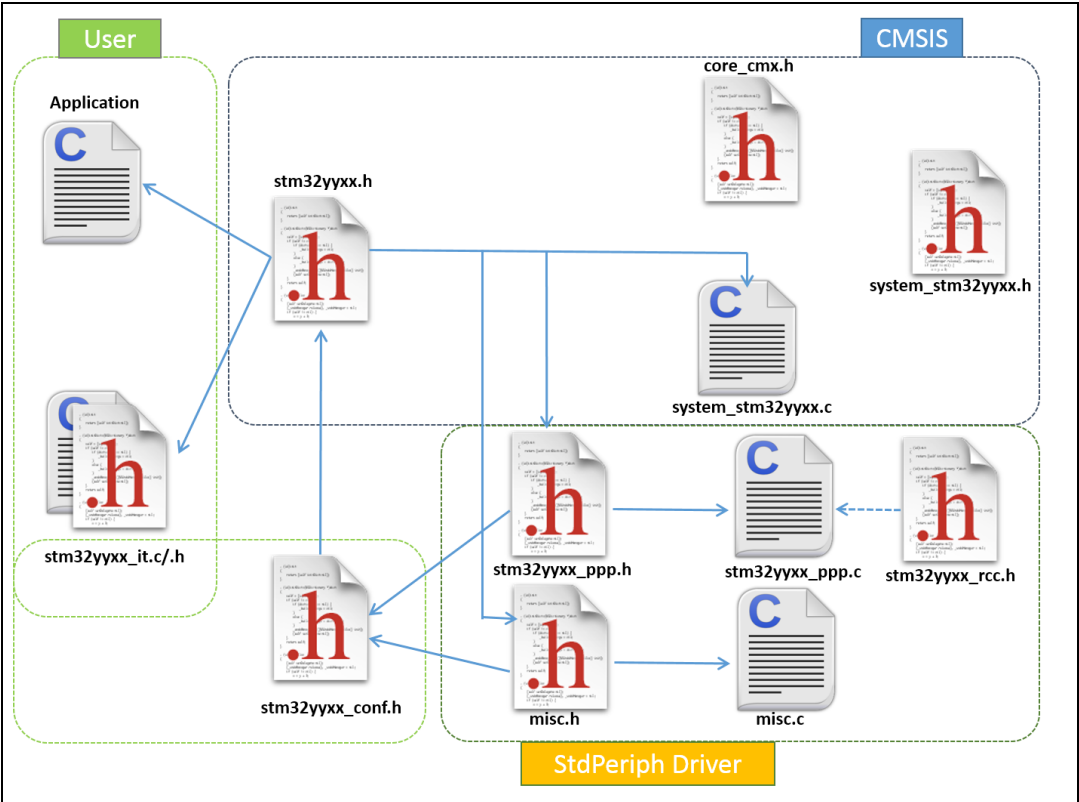 User
CMSIS
core_cmx.h
Application
C
.h
stm32yyxx.h
.h
.h
system_stm32yyxx.h
C
system_stm32yyxx.c
C
.h
stm32yyxx_it.c/.h
.h
stm32yyxx_ppp.h
C
stm32yyxx_ppp.c
.h
stm32yyxx_rcc.h
.h
stm32yyxx_conf.h
.h
misc.h
C
misc.c
StdPeriph Driver